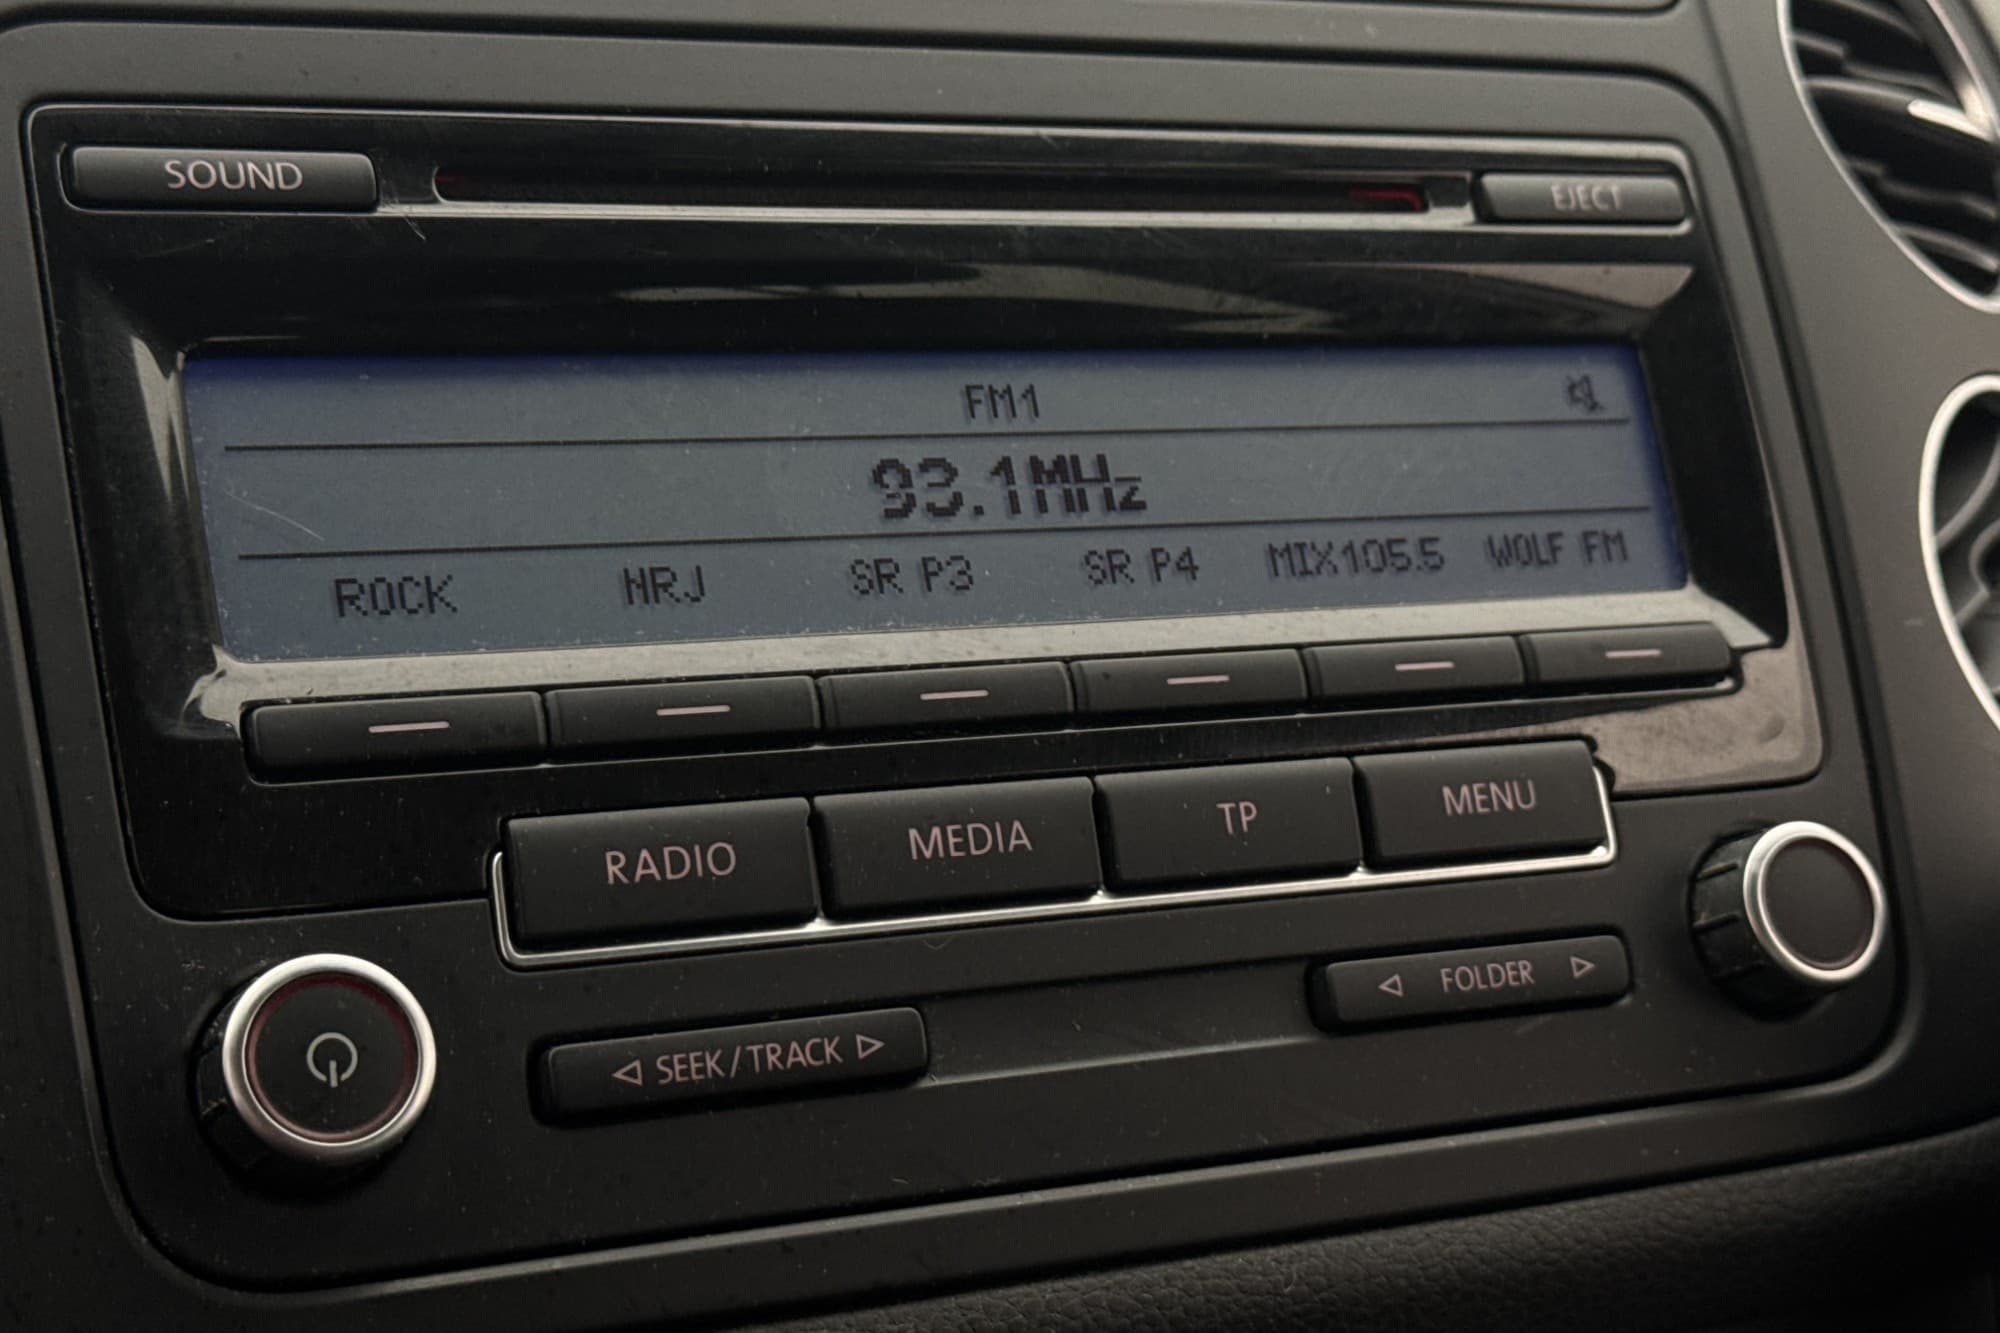 SOUND EJECT
FM1
93.1MHz
ROCK NRJ SR P3 SR P4 MIX105.5 WOLF FM
RADIO MEDIA TP MENU
SEEK/TRACK FOLDER